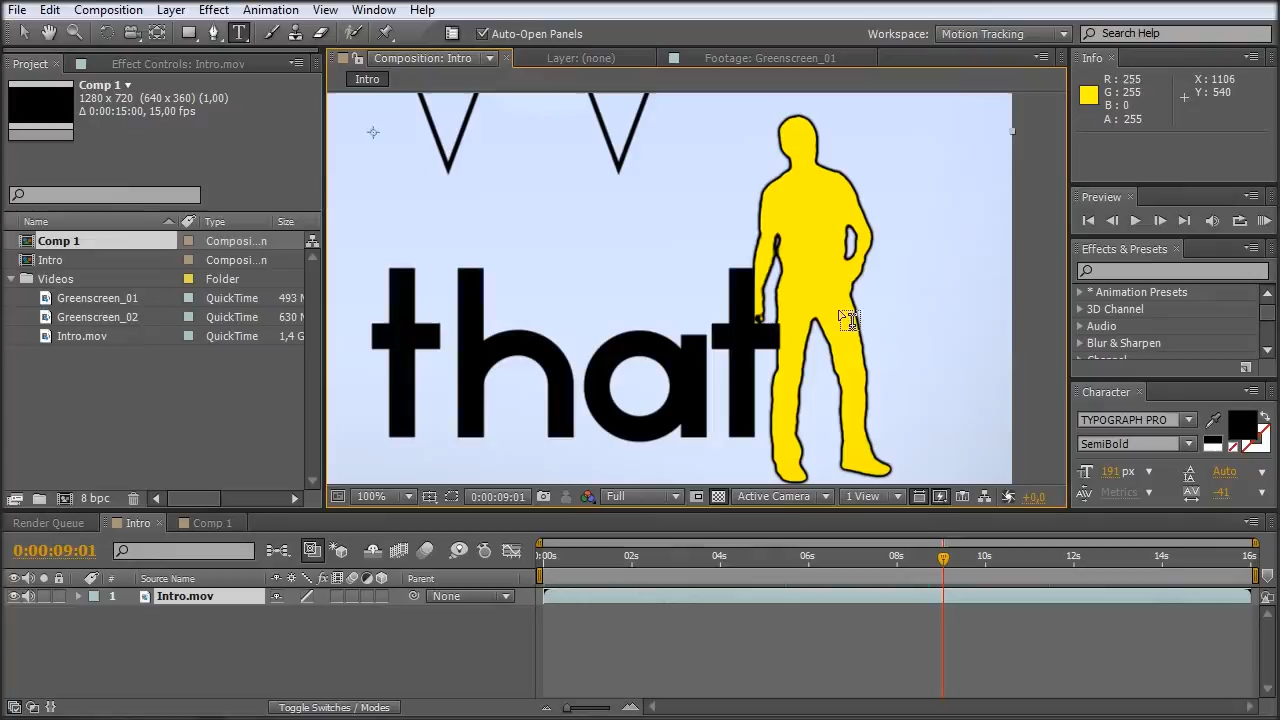 File Edit Composition Layer Effect Animation View Window Help
T Auto-Open Panels Workspace: Motion Tracking Search Help
Project Effect Controls: Intro.mov Composition: Intro Layer: (none) Footage: Greenscreen_01 Info
Comp 1
1280 x 720 (640 x 360) (1,00)
Δ 0:00:15:00, 15,00 fps
Intro
R: 255
G: 255
B: 0
A: 255
X: 1106
Y: 540
Name Type Size
Comp 1 Composi...n
Intro Composi...n
Videos Folder
Greenscreen_01 QuickTime 493
Greenscreen_02 QuickTime 630
Intro.mov QuickTime 1,4 G
that
Preview
Effects & Presets
* Animation Presets
3D Channel
Audio
Blur & Sharpen
Character
TYPOGRAPH PRO
SemiBold
191 px Auto
Metrics -41
8 bpc 100% 0:00:09:01 Full Active Camera 1 View +0,0
Render Queue Intro Comp 1
0:00:09:01
# Source Name Parent
1 Intro.mov None
0:00s 02s 04s 06s 08s 10s 12s 14s 16s
Toggle Switches / Modes